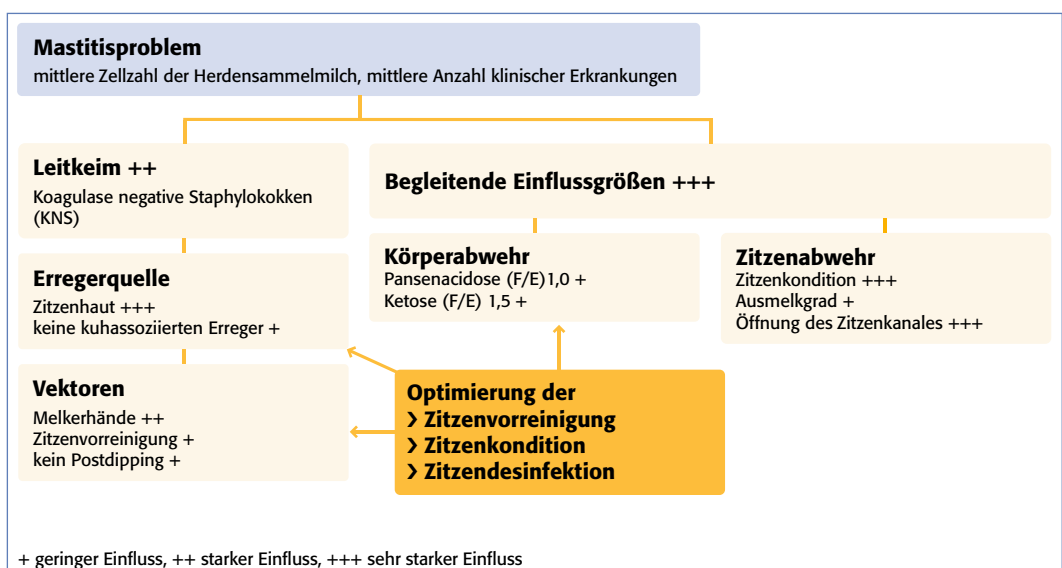 Mastitisproblem
mittlere Zellzahl der Herdensammelmilch, mittlere Anzahl klinischer Erkrankungen
Leitkeim ++
Koagulase negative Staphylokokken
(KNS)
Erregerquelle
Zitzenhaut +++
keine kuhassoziierten Erreger +
Vektoren
Melkerhände ++
Zitzenvorreinigung +
kein Postdipping +
Begleitende Einflussgrößen +++
Körperabwehr
Pansenacidose (F/E)1,0 +
Ketose (F/E) 1,5 +
Zitzenabwehr
Zitzenkondition +++
Ausmelkgrad +
Öffnung des Zitzenkanales +++
Optimierung der
› Zitzenvorreinigung
› Zitzenkondition
› Zitzendesinfektion
+ geringer Einfluss, ++ starker Einfluss, +++ sehr starker Einfluss